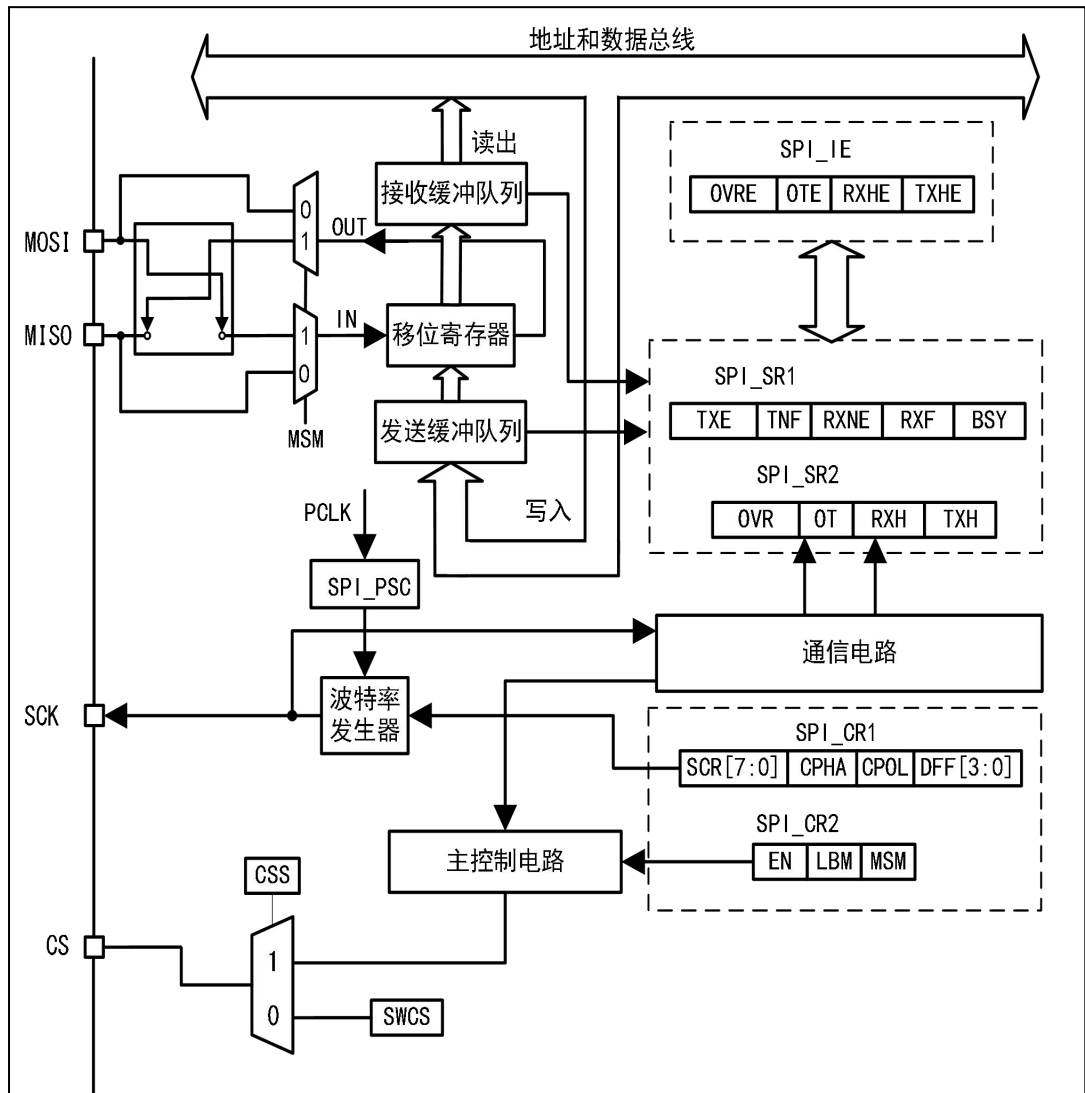 地址和数据总线
读出
SPI_IE
接收缓冲队列
OVRE OTE RXHE TXHE
0
1
OUT
MOSI
IN
MISO
1
0
移位寄存器
SPI_SR1
MSM
发送缓冲队列
TXE TNF RXNE RXF BSY
SPI_SR2
写入
PCLK
OVR OT RXH TXH
SPI_PSC
通信电路
SCK
波特率
发生器
SPI_CR1
SCR[7:0] CPHA CPOL DFF[3:0]
SPI_CR2
主控制电路
EN LBM MSM
CSS
CS
1
0
SWCS